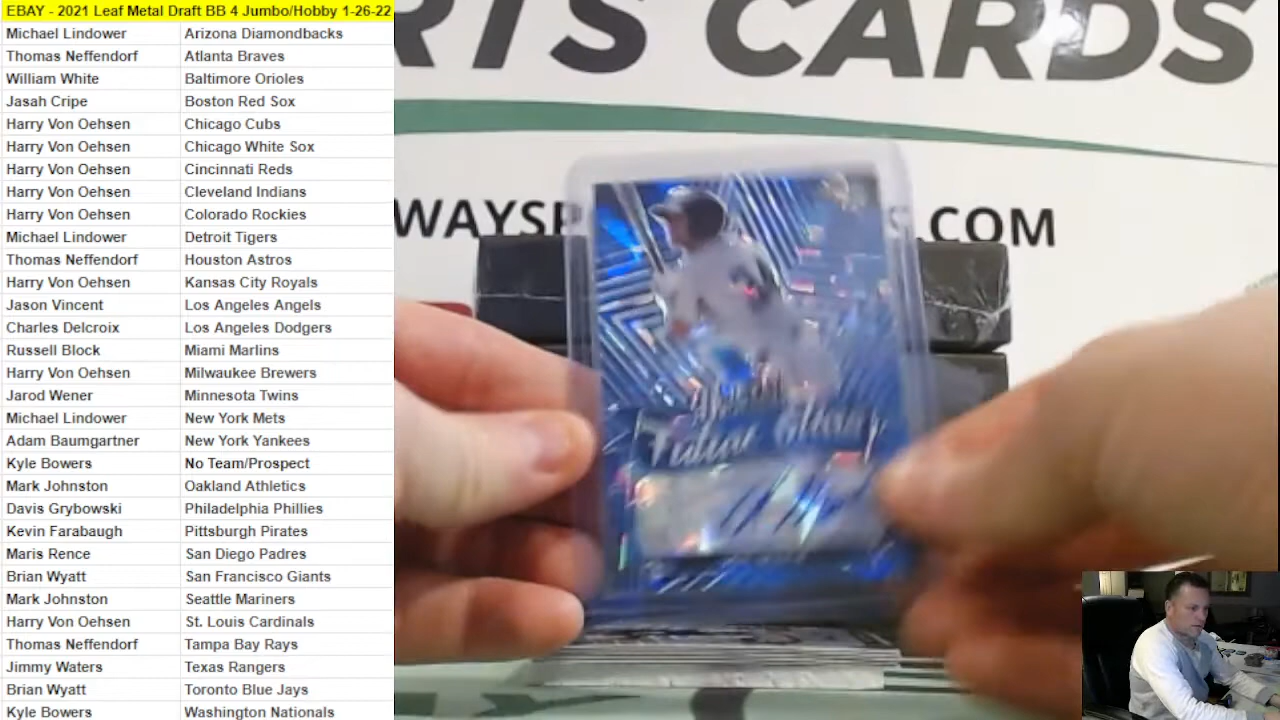 EBAY - 2021 Leaf Metal Draft BB 4 Jumbo/Hobby 1-26-22
Michael Lindower Arizona Diamondbacks
Thomas Neffendorf Atlanta Braves
William White Baltimore Orioles
Jasah Cripe Boston Red Sox
Harry Von Oehsen Chicago Cubs
Harry Von Oehsen Chicago White Sox
Harry Von Oehsen Cincinnati Reds
Harry Von Oehsen Cleveland Indians
Harry Von Oehsen Colorado Rockies
Michael Lindower Detroit Tigers
Thomas Neffendorf Houston Astros
Harry Von Oehsen Kansas City Royals
Jason Vincent Los Angeles Angels
Charles Delcroix Los Angeles Dodgers
Russell Block Miami Marlins
Harry Von Oehsen Milwaukee Brewers
Jarod Wener Minnesota Twins
Michael Lindower New York Mets
Adam Baumgartner New York Yankees
Kyle Bowers No Team/Prospect
Mark Johnston Oakland Athletics
Davis Grybowski Philadelphia Phillies
Kevin Farabaugh Pittsburgh Pirates
Maris Rence San Diego Padres
Brian Wyatt San Francisco Giants
Mark Johnston Seattle Mariners
Harry Von Oehsen St. Louis Cardinals
Thomas Neffendorf Tampa Bay Rays
Jimmy Waters Texas Rangers
Brian Wyatt Toronto Blue Jays
Kyle Bowers Washington Nationals
RTS CARDS
WAYSP .COM
Future